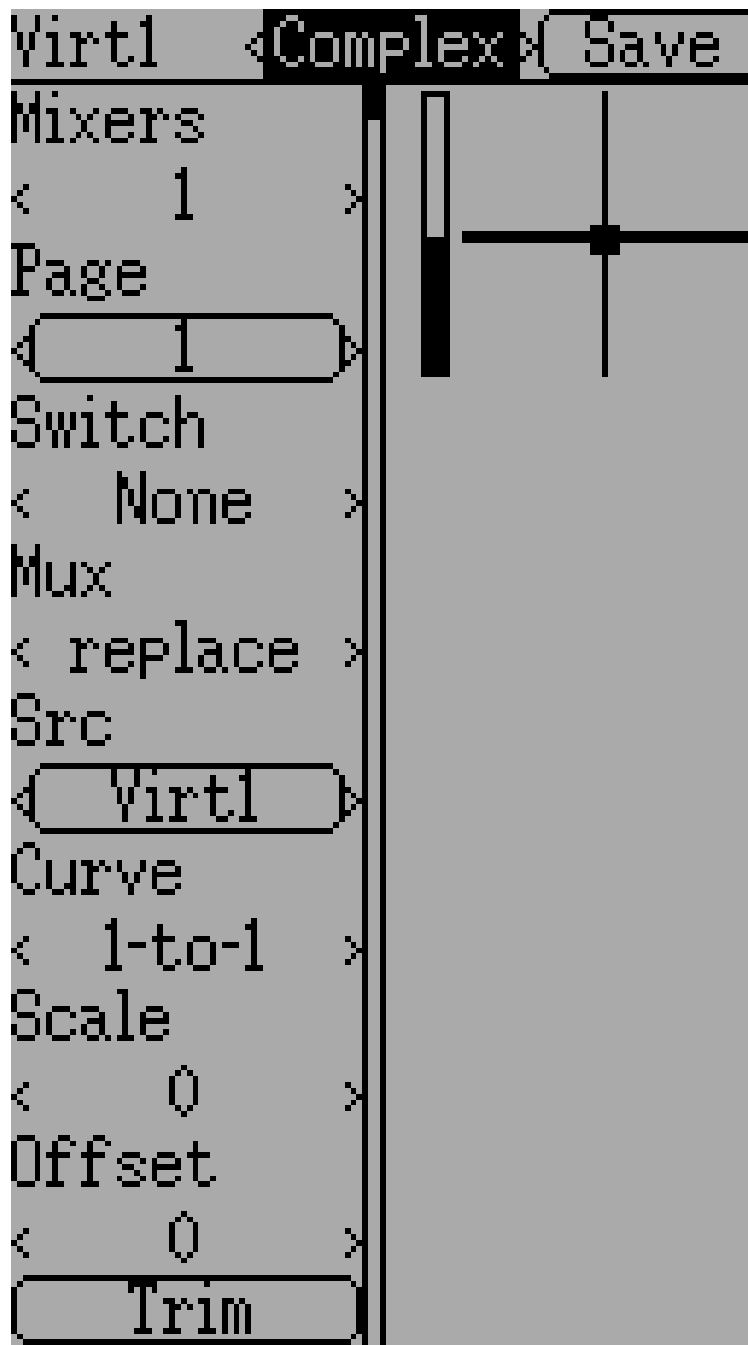 Virt1 Complex Save
Mixers
< 1 >
Page
1
Switch
< None >
Mux
< replace >
Src
Virt1
Curve
< 1-to-1 >
Scale
< 0 >
Offset
< 0 >
Trim